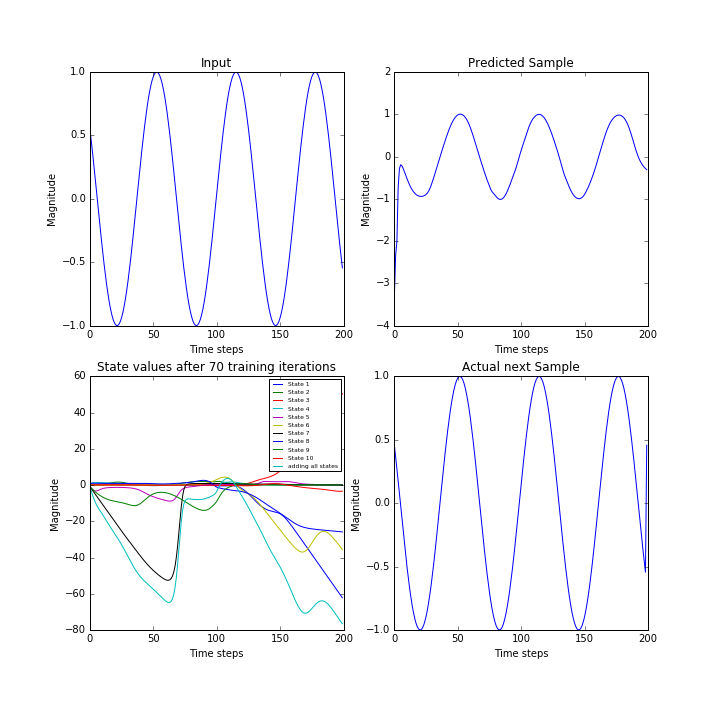 Input
Predicted Sample
1.0
0.5
0.0
−0.5
−1.0
Magnitude
0
50
100
150
200
Time steps
2
1
0
−1
−2
−3
−4
Magnitude
0
50
100
150
200
Time steps
State values after 70 training iterations
Actual next Sample
60
40
20
0
−20
−40
−60
−80
Magnitude
State 1
State 2
State 3
State 4
State 5
State 6
State 7
State 8
State 9
State 10
adding all states
0
50
100
150
200
Time steps
1.0
0.5
0.0
−0.5
−1.0
Magnitude
0
50
100
150
200
Time steps